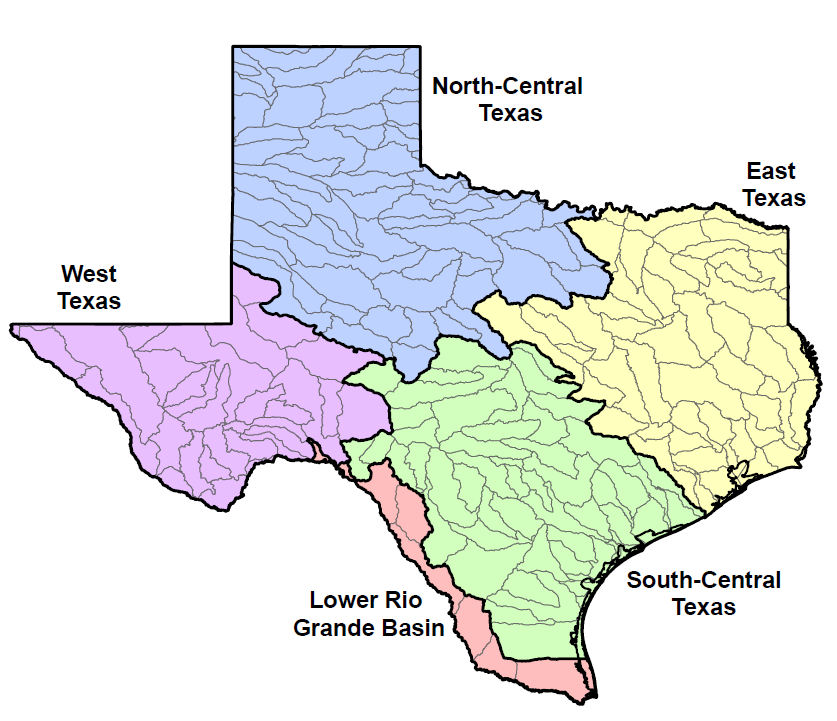 North-Central
Texas
East
Texas
West
Texas
South-Central
Texas
Lower Rio
Grande Basin